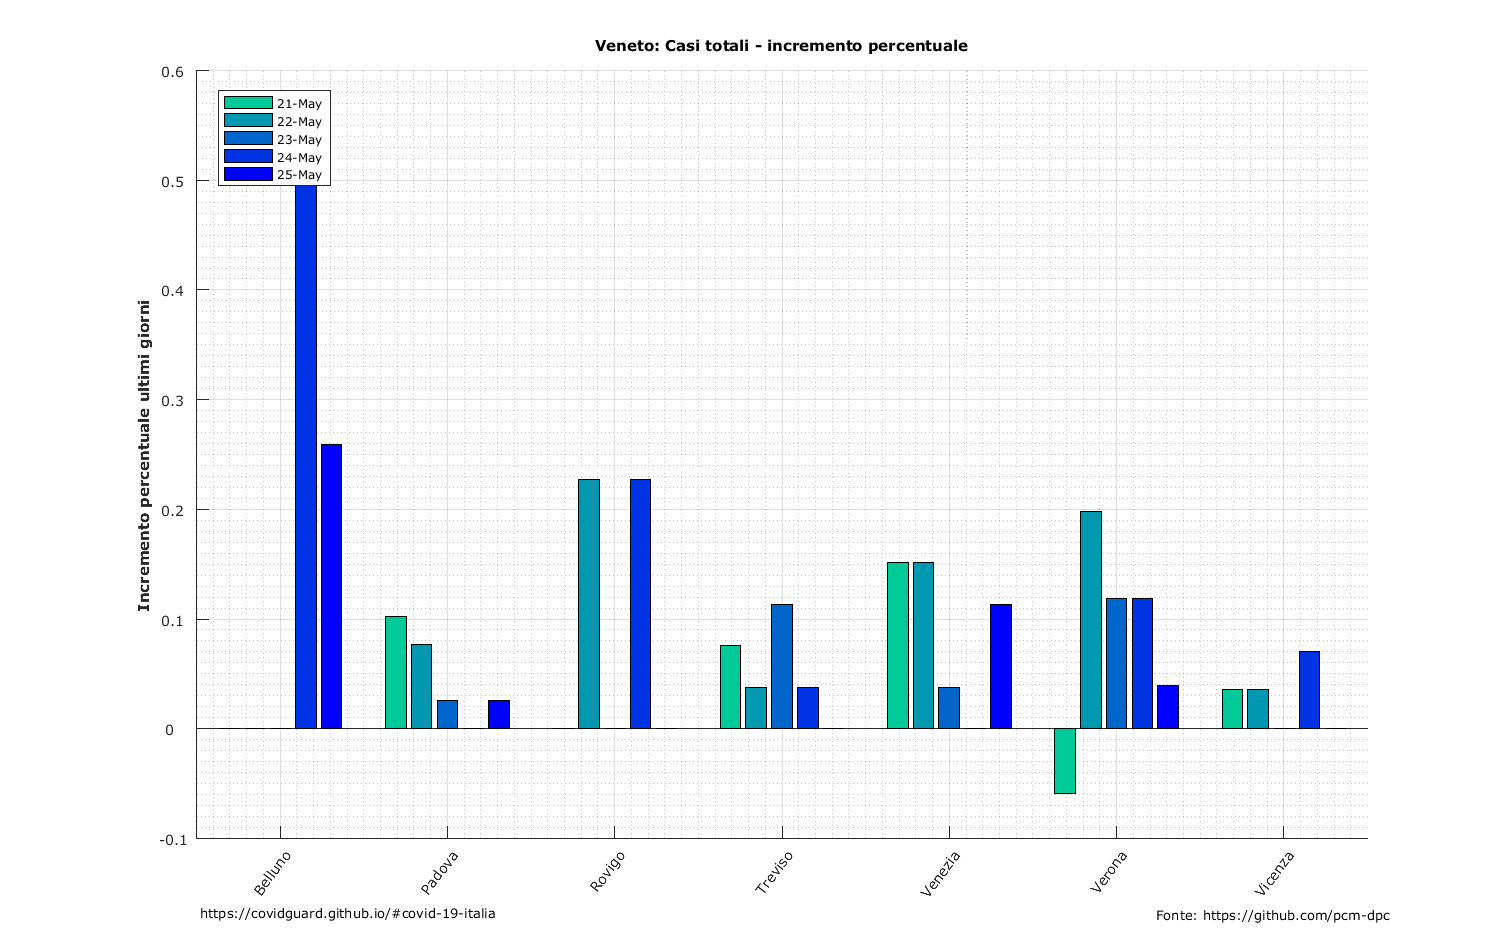 Veneto: Casi totali - incremento percentuale
0.6
0.5
0.4
0.3
0.2
0.1
0
-0.1
21-May
22-May
23-May
24-May
25-May
Incremento percentuale ultimi giorni
Belluno
Padova
Rovigo
Treviso
Venezia
Verona
Vicenza
https://covidguard.github.io/#covid-19-italia
Fonte: https://github.com/pcm-dpc